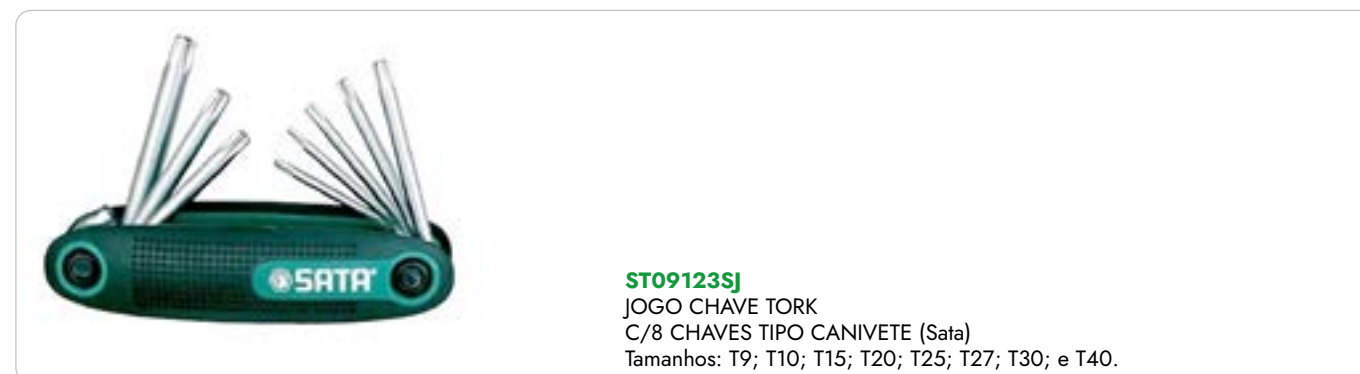 SATA
ST09123SJ
JOGO CHAVE TORK
C/8 CHAVES TIPO CANIVETE (Sata)
Tamanhos: T9; T10; T15; T20; T25; T27; T30; e T40.